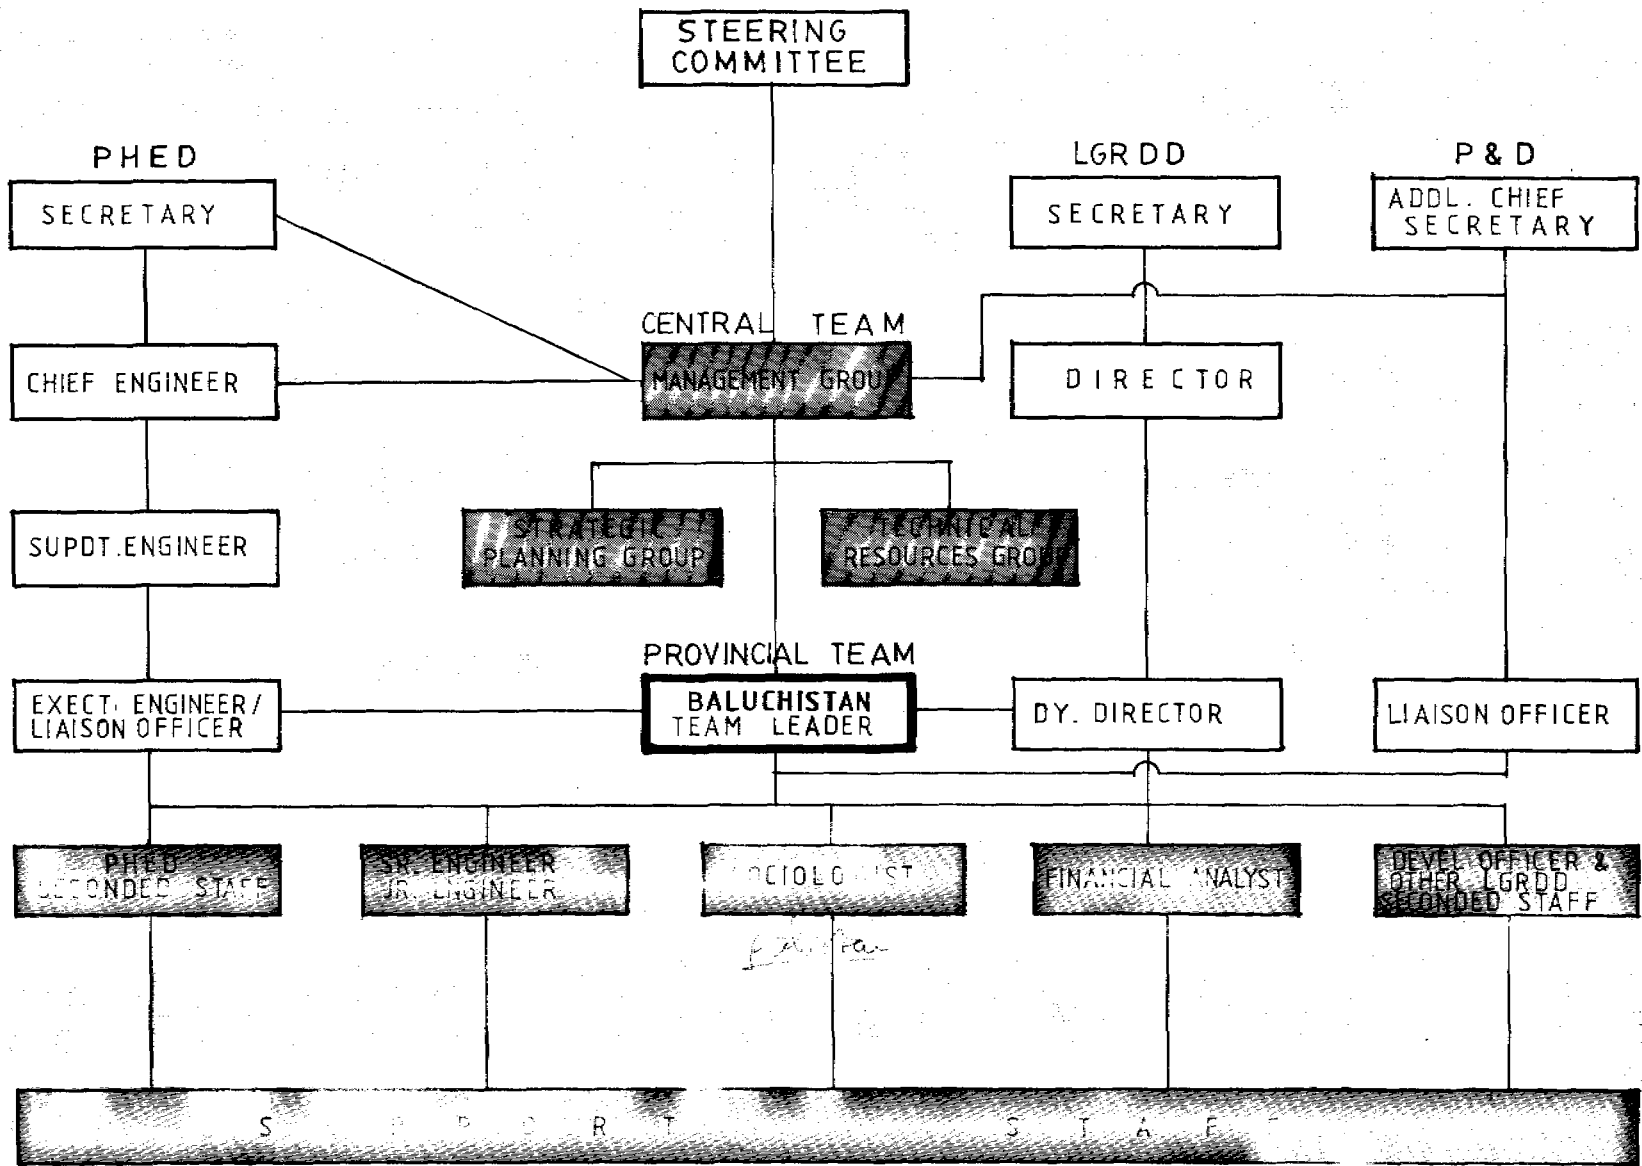 STEERING
COMMITTEE
PHED
LGRDD
P & D
SECRETARY
SECRETARY
ADDL. CHIEF
SECRETARY
CENTRAL TEAM
CHIEF ENGINEER
MANAGEMENT GROUP
DIRECTOR
SUPDT. ENGINEER
STRATEGIC
PLANNING GROUP
TECHNICAL
RESOURCES GROUP
PROVINCIAL TEAM
EXECT. ENGINEER/
LIAISON OFFICER
BALUCHISTAN
TEAM LEADER
DY. DIRECTOR
LIAISON OFFICER
PHED
SECONDED STAFF
SR. ENGINEER
JR. ENGINEER
SOCIOLOGIST
FINANCIAL ANALYST
DEVEL. OFFICER &
OTHER LGRDD
SECONDED STAFF
SUPPORT STAFF